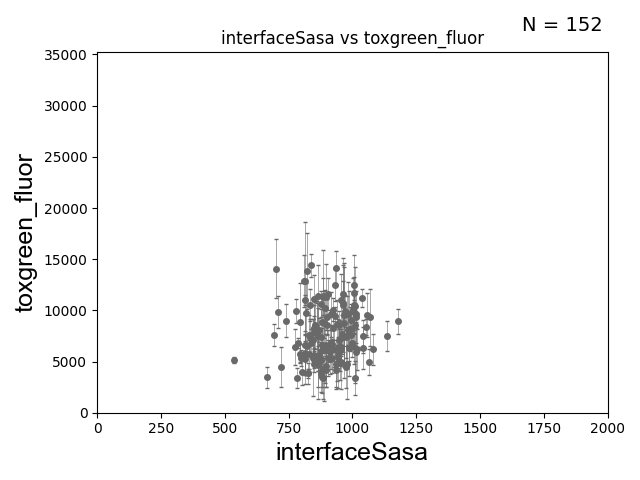 N = 152
interfaceSasa vs toxgreen_fluor
35000
30000
25000
20000
15000
10000
5000
0
toxgreen_fluor
0 250 500 750 1000 1250 1500 1750 2000
interfaceSasa